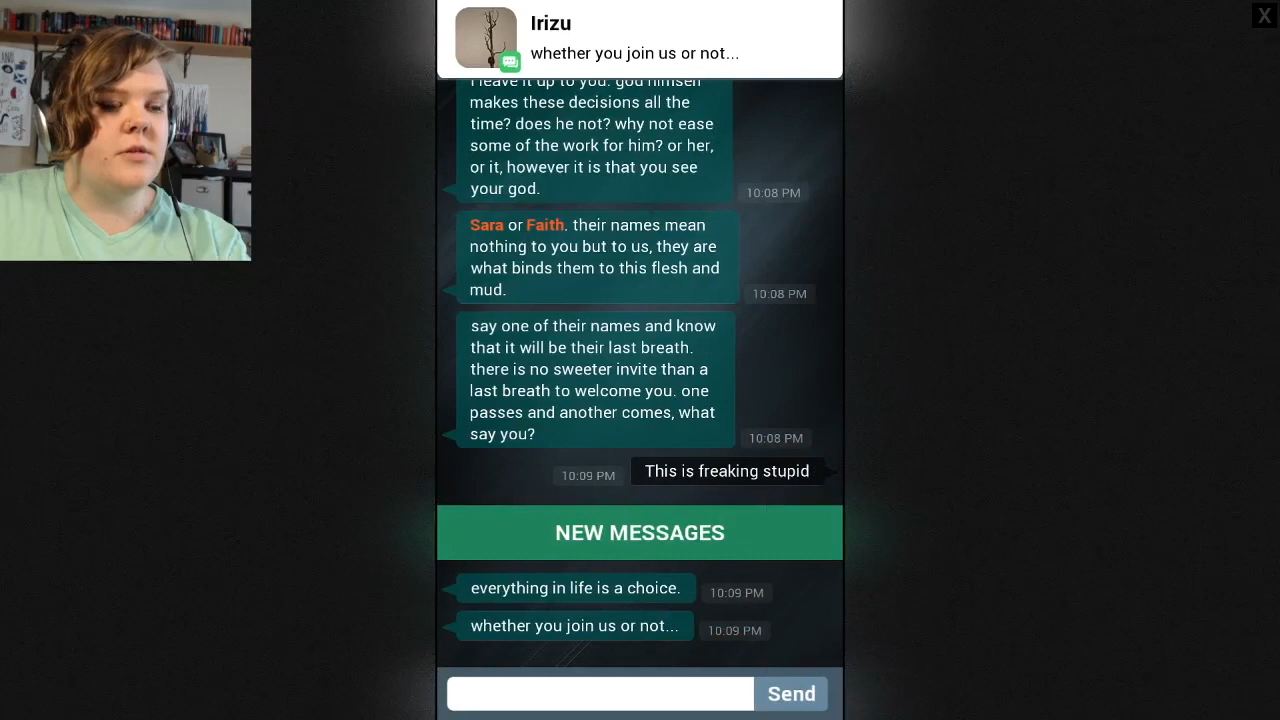 X
Irizu
whether you join us or not...
I leave it up to you. god himself
makes these decisions all the
time? does he not? why not ease
some of the work for him? or her,
or it, however it is that you see
your god.
10:08 PM
Sara or Faith. their names mean
nothing to you but to us, they are
what binds them to this flesh and
mud.
10:08 PM
say one of their names and know
that it will be their last breath.
there is no sweeter invite than a
last breath to welcome you. one
passes and another comes, what
say you?
10:08 PM
10:09 PM
This is freaking stupid
NEW MESSAGES
everything in life is a choice.
10:09 PM
whether you join us or not...
10:09 PM
Send